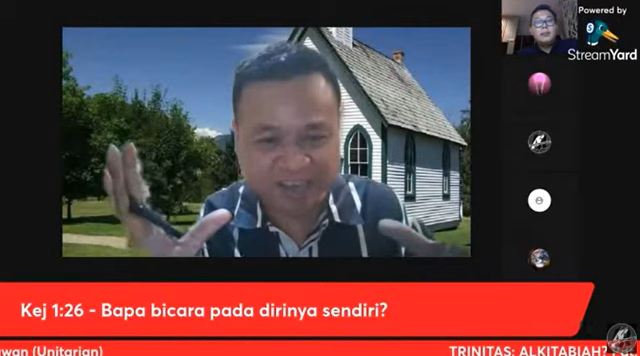 Powered by
StreamYard
Kej 1:26 - Bapa bicara pada dirinya sendiri?
wan (Unitarian)
TRINITAS: ALKITABIAH?